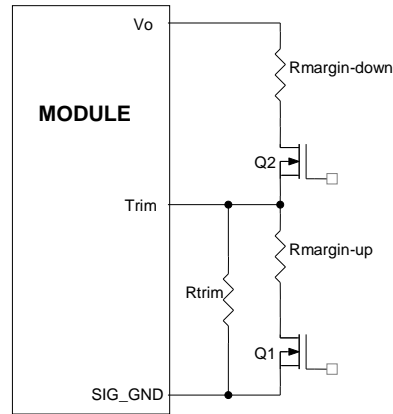 Vo
Rmargin-down
MODULE
Q2
Trim
Rmargin-up
Rtrim
Q1
SIG_GND